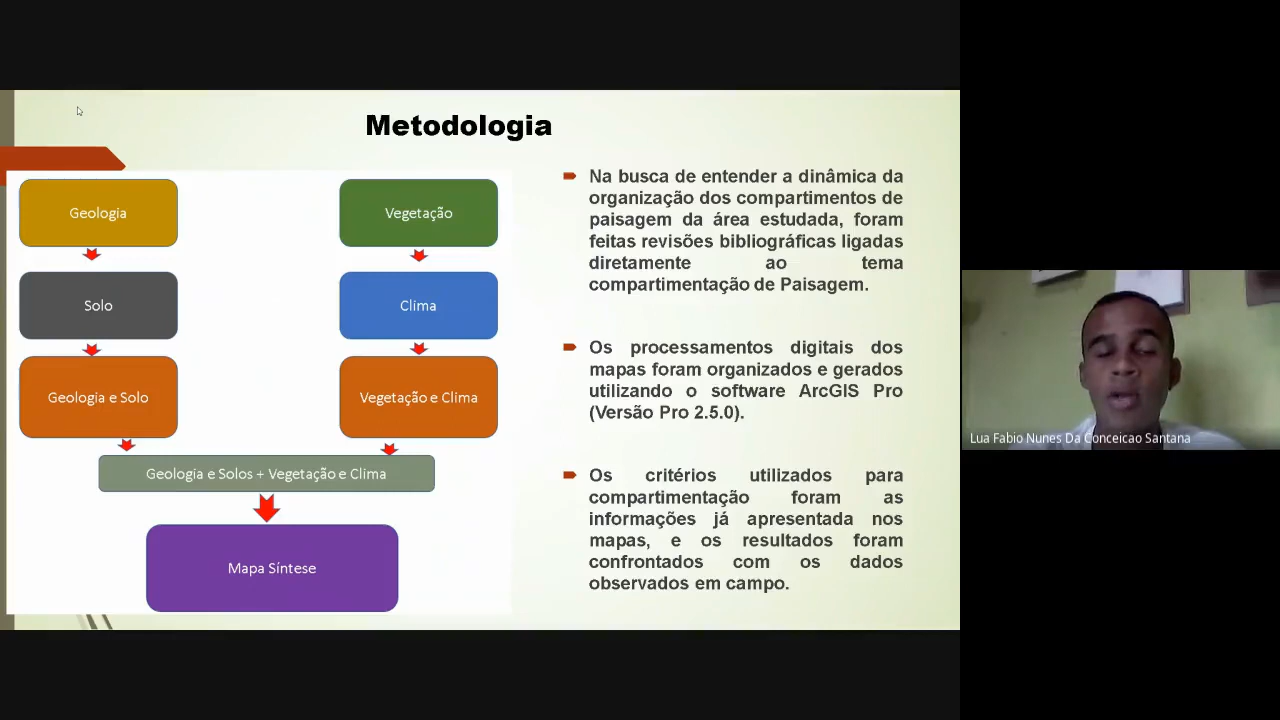 Metodologia
Geologia
Vegetação
Solo
Clima
Geologia e Solo
Vegetação e Clima
Geologia e Solos + Vegetação e Clima
Mapa Síntese
Na busca de entender a dinâmica da
organização dos compartimentos de
paisagem da área estudada, foram
feitas revisões bibliográficas ligadas
diretamente ao tema
compartimentação de Paisagem.
Os processamentos digitais dos
mapas foram organizados e gerados
utilizando o software ArcGIS Pro
(Versão Pro 2.5.0).
Os critérios utilizados para
compartimentação foram as
informações já apresentada nos
mapas, e os resultados foram
confrontados com os dados
observados em campo.
Lua Fabio Nunes Da Conceicao Santana